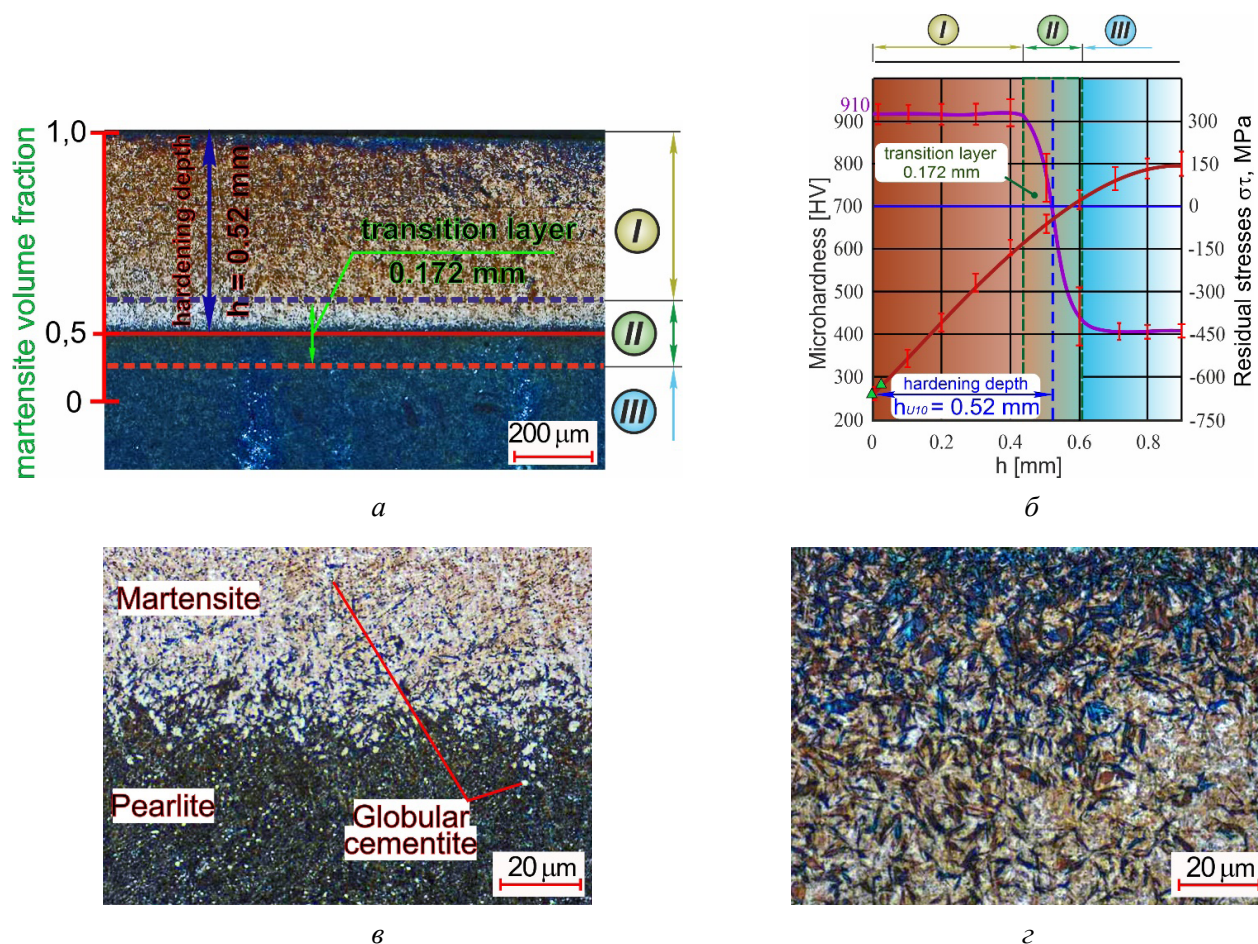 martensite volume fraction
1,0
0,5
0
hardening depth
h = 0.52 mm
transition layer
0.172 mm
I
II
III
200 μm
а
I
II
III
Microhardness [HV]
910
900
800
700
600
500
400
300
200
transition layer
0.172 mm
hardening depth
hU10 = 0.52 mm
0
0.2
0.4
0.6
0.8
h [mm]
300
150
0
-150
-300
-450
-600
-750
Residual stresses στ, MPa
б
Martensite
Pearlite
Globular
cementite
20 μm
в
20 μm
г